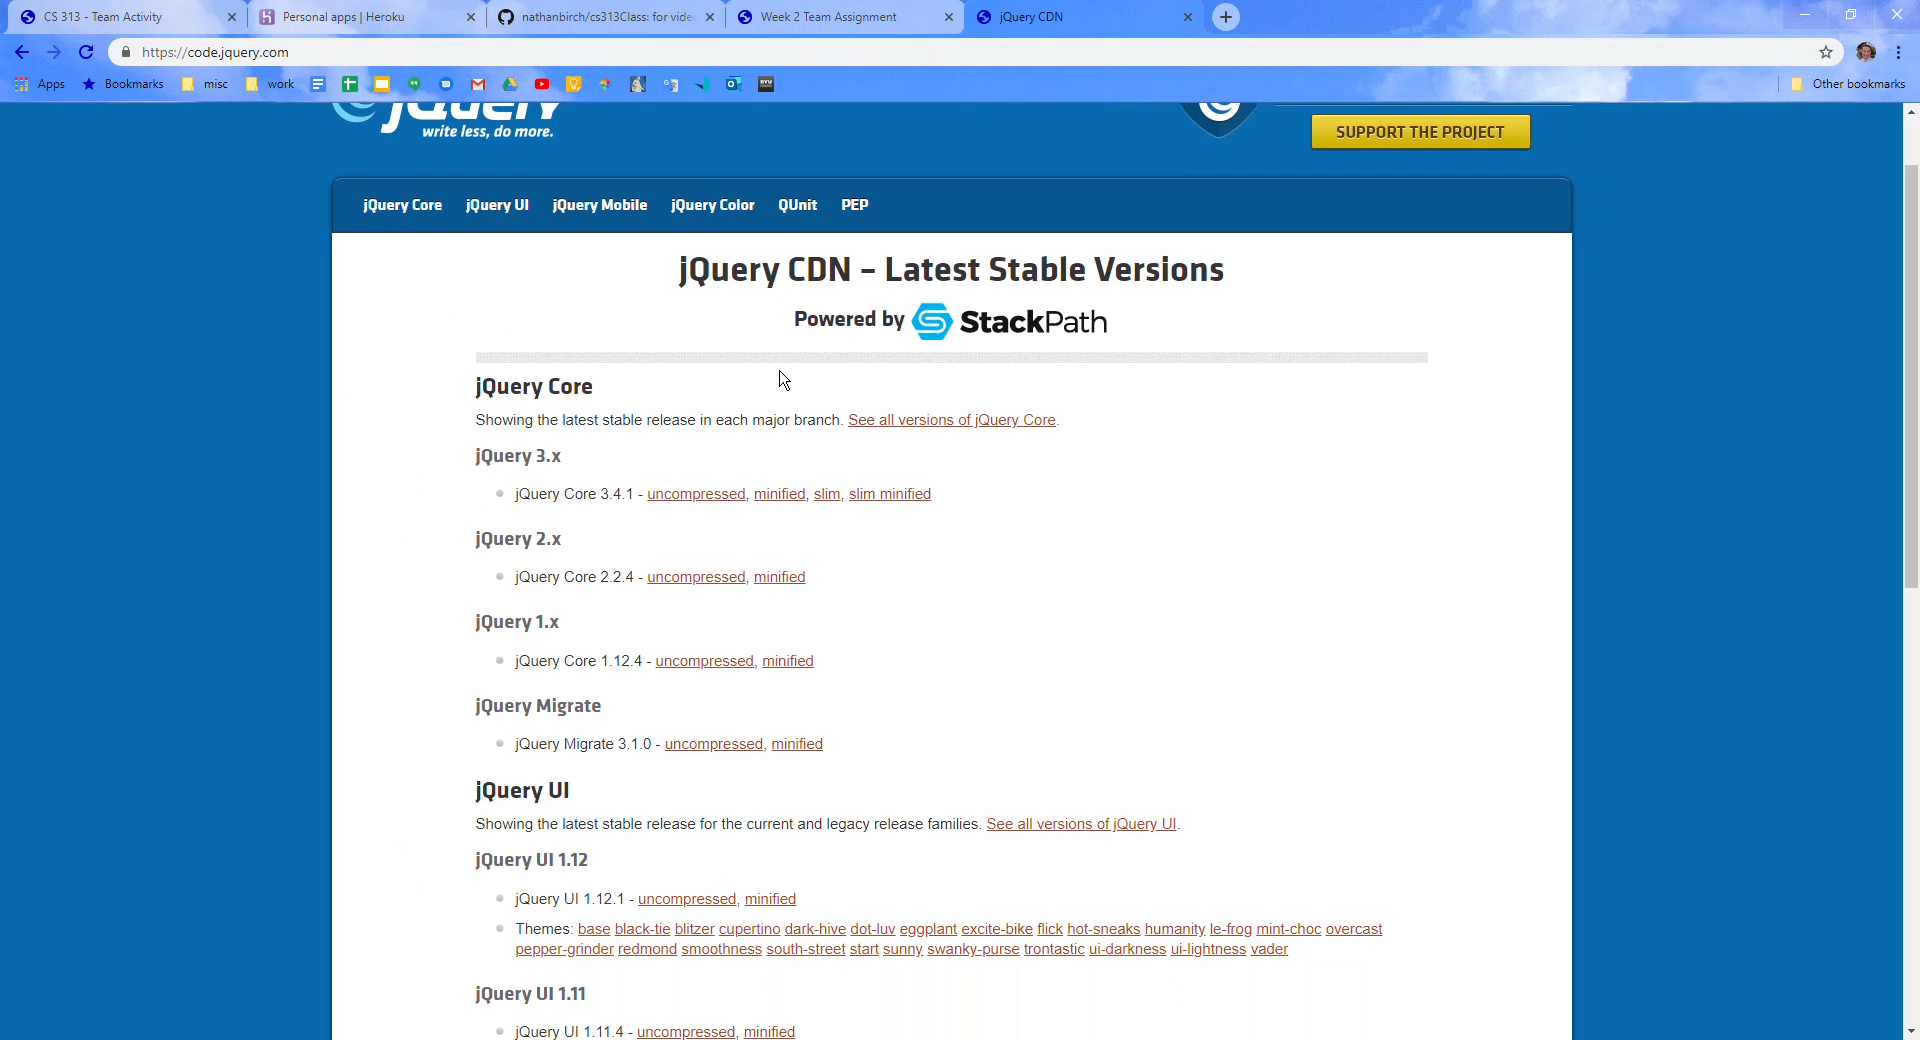 CS 313 - Team Activity
Personal apps | Heroku
nathanbirch/cs313Class: for vide
Week 2 Team Assignment
jQuery CDN
https://code.jquery.com
Apps
Bookmarks
misc
work
Other bookmarks
jQuery
write less, do more.
SUPPORT THE PROJECT
jQuery Core jQuery UI jQuery Mobile jQuery Color QUnit PEP
jQuery CDN – Latest Stable Versions
Powered by StackPath
jQuery Core
Showing the latest stable release in each major branch. See all versions of jQuery Core.
jQuery 3.x
jQuery Core 3.4.1 - uncompressed, minified, slim, slim minified
jQuery 2.x
jQuery Core 2.2.4 - uncompressed, minified
jQuery 1.x
jQuery Core 1.12.4 - uncompressed, minified
jQuery Migrate
jQuery Migrate 3.1.0 - uncompressed, minified
jQuery UI
Showing the latest stable release for the current and legacy release families. See all versions of jQuery UI.
jQuery UI 1.12
jQuery UI 1.12.1 - uncompressed, minified
Themes: base black-tie blitzer cupertino dark-hive dot-luv eggplant excite-bike flick hot-sneaks humanity le-frog mint-choc overcast
pepper-grinder redmond smoothness south-street start sunny swanky-purse trontastic ui-darkness ui-lightness vader
jQuery UI 1.11
jQuery UI 1.11.4 - uncompressed, minified